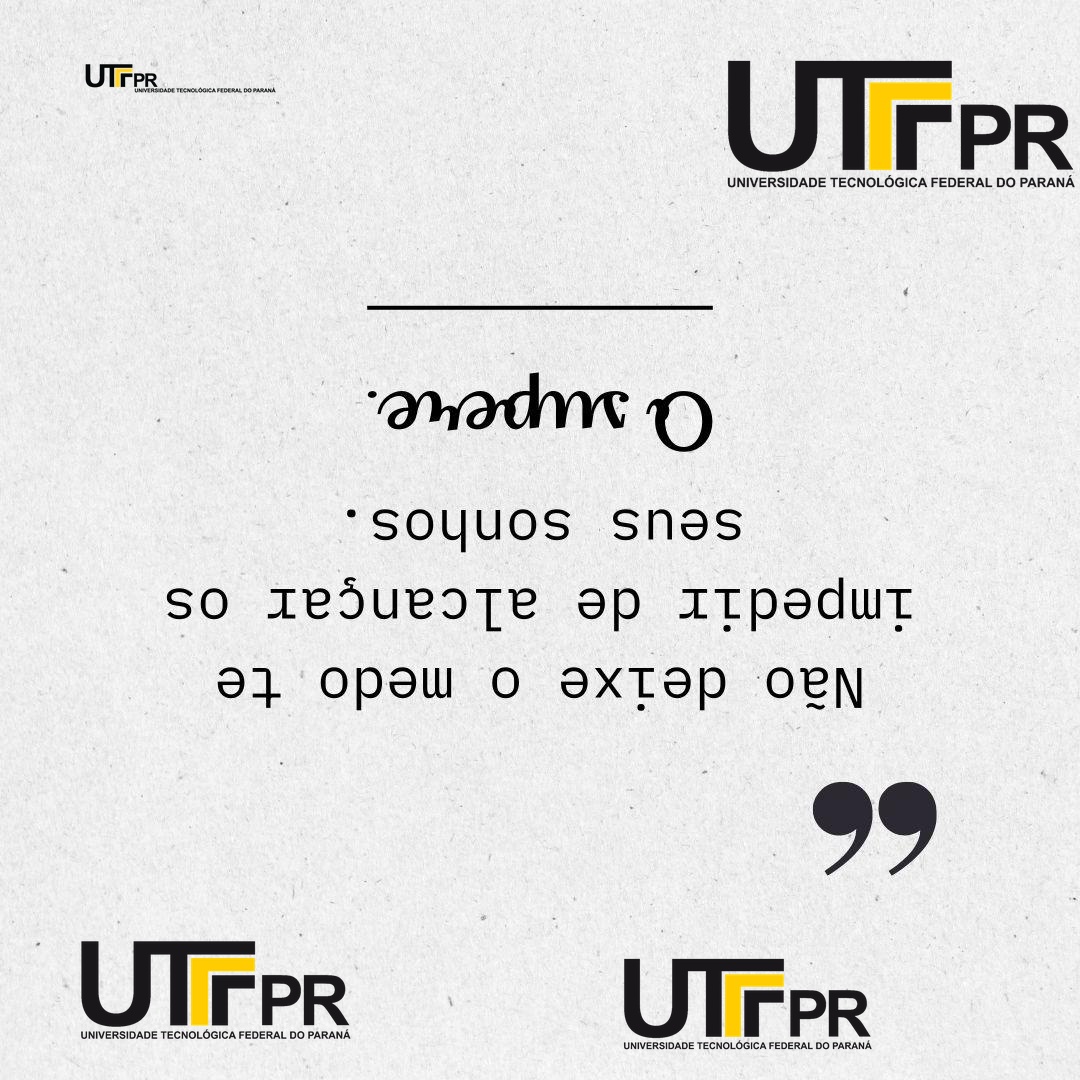 UTFPR
UNIVERSIDADE TECNOLÓGICA FEDERAL DO PARANÁ
UTFPR
UNIVERSIDADE TECNOLÓGICA FEDERAL DO PARANÁ
”
Não deixe o medo te
impedir de alcançar os
seus sonhos.
O supere.
UTFPR
UNIVERSIDADE TECNOLÓGICA FEDERAL DO PARANÁ
UTFPR
UNIVERSIDADE TECNOLÓGICA FEDERAL DO PARANÁ